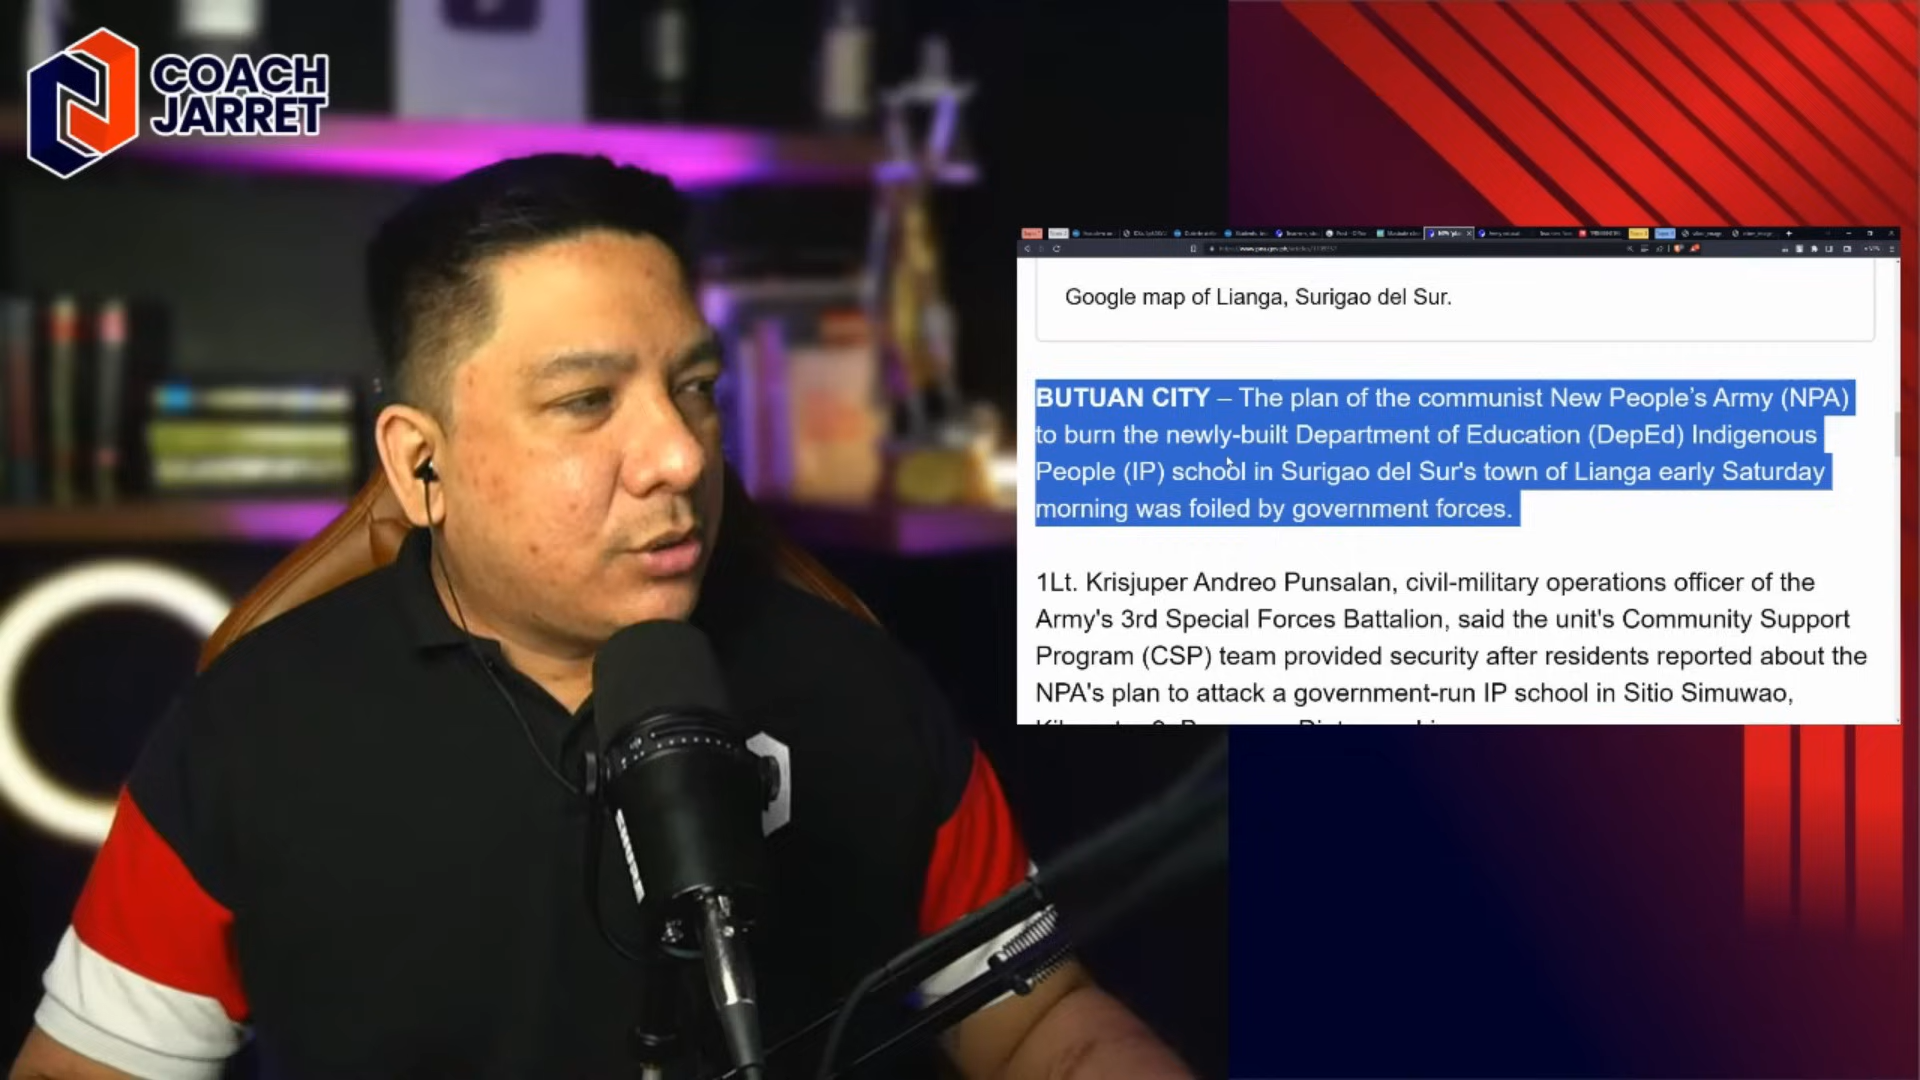 COACH
JARRET
Google map of Lianga, Surigao del Sur.
BUTUAN CITY – The plan of the communist New People’s Army (NPA)
to burn the newly-built Department of Education (DepEd) Indigenous
People (IP) school in Surigao del Sur's town of Lianga early Saturday
morning was foiled by government forces.
1Lt. Krisjuper Andreo Punsalan, civil-military operations officer of the
Army's 3rd Special Forces Battalion, said the unit's Community Support
Program (CSP) team provided security after residents reported about the
NPA's plan to attack a government-run IP school in Sitio Simuwao,